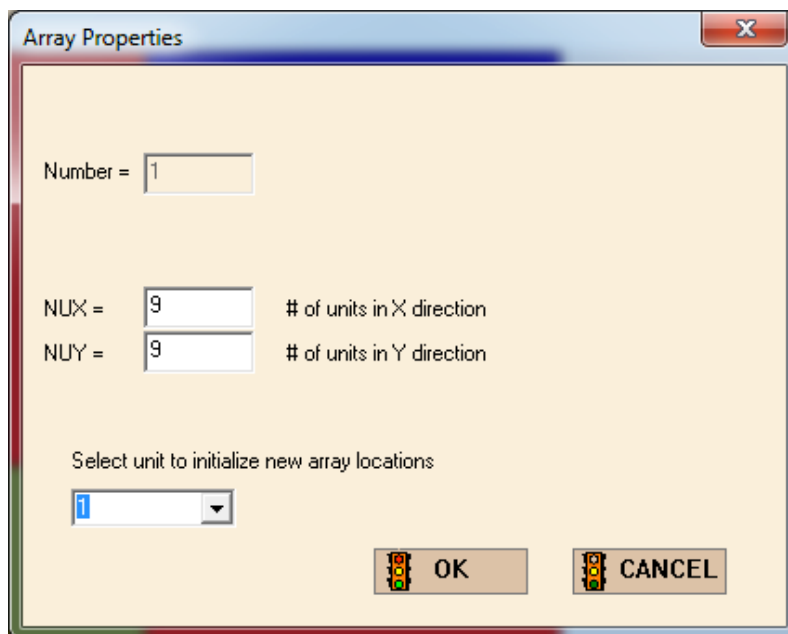 Array Properties
Number = 1
NUX = 9 # of units in X direction
NUY = 9 # of units in Y direction
Select unit to initialize new array locations
1
OK CANCEL